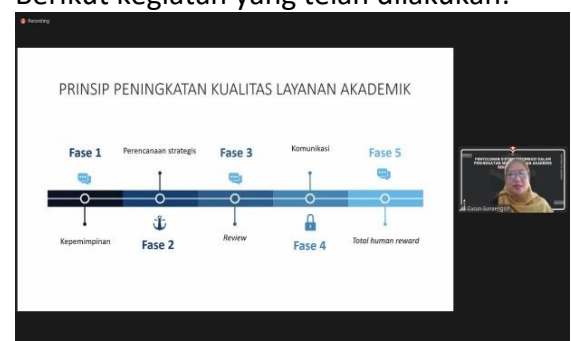 Berikut kegiatan yang telah dilakukan:
Recording
PRINSIP PENINGKATAN KUALITAS LAYANAN AKADEMIK
Fase 1
Perencanaan strategis
Fase 3
Komunikasi
Fase 5
Kepemimpinan
Fase 2
Review
Fase 4
Total human reward